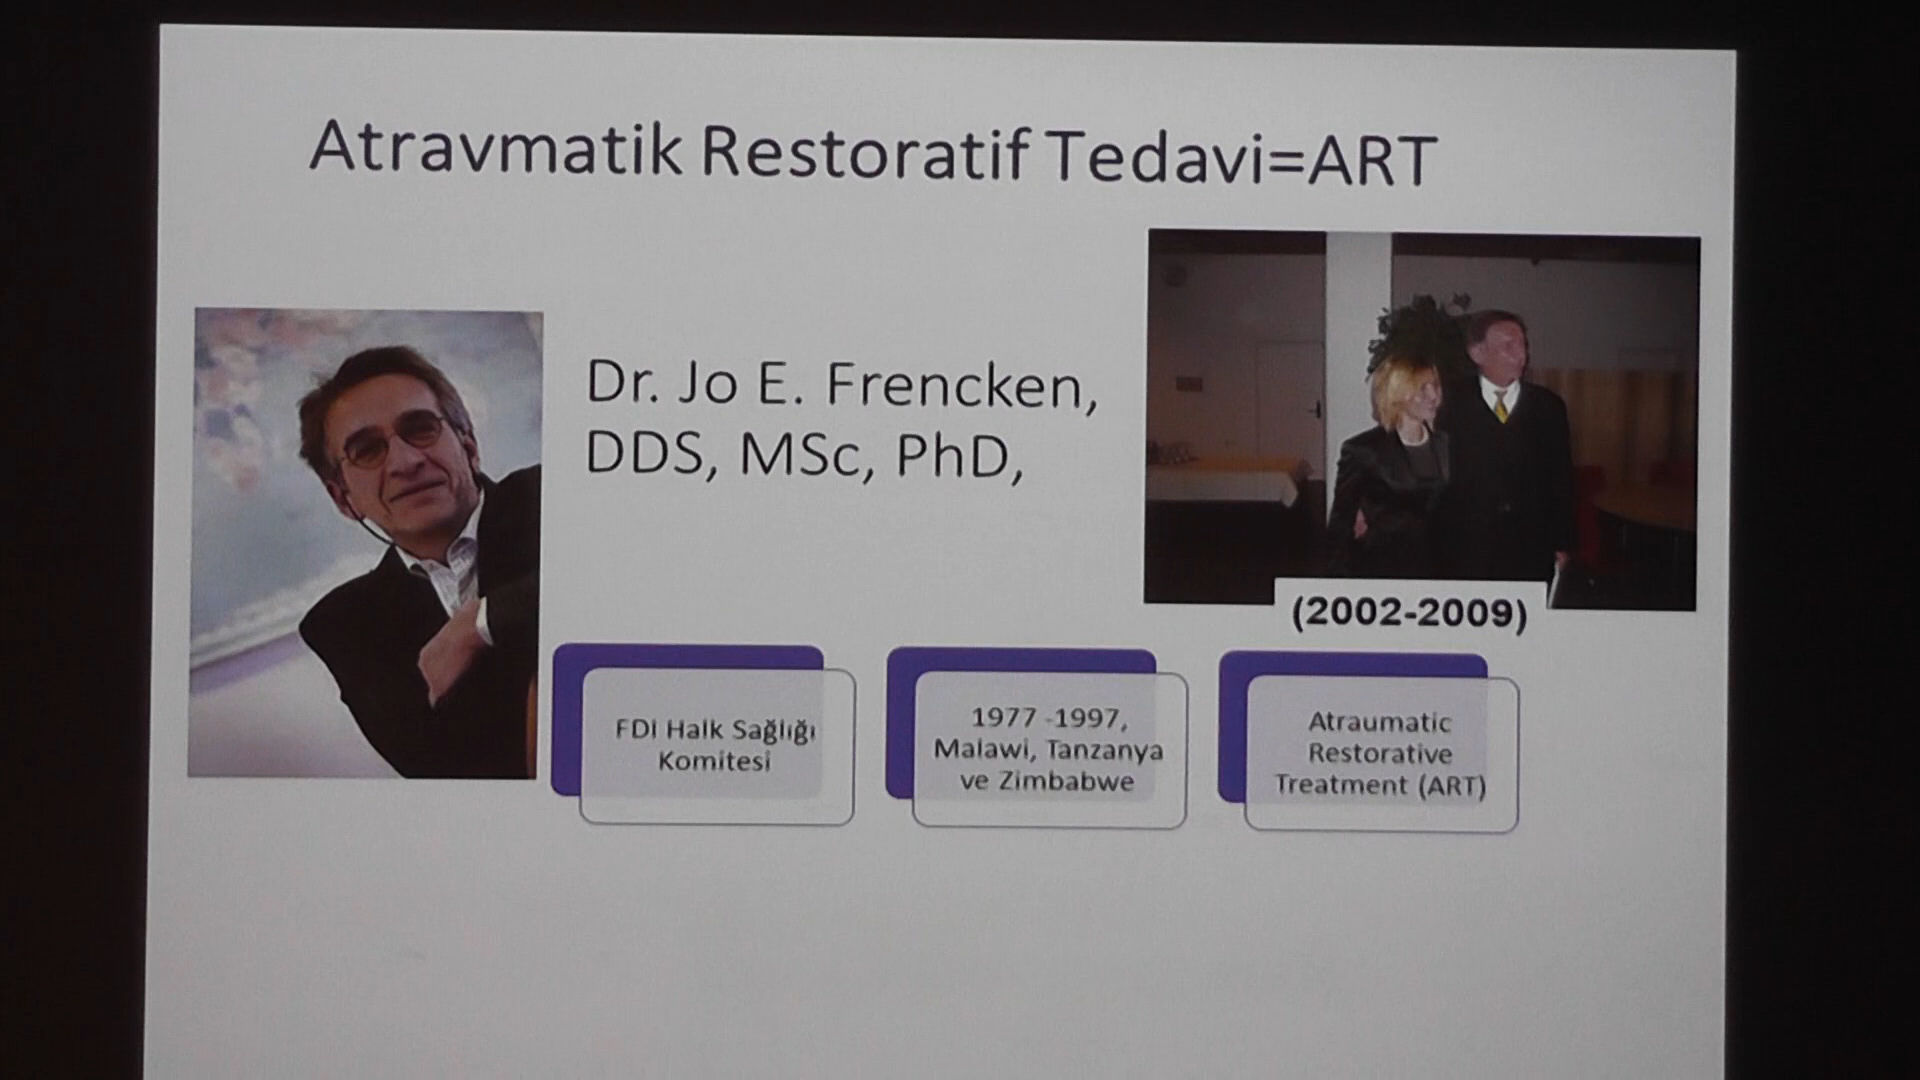 Atravmatik Restoratif Tedavi=ART
Dr. Jo E. Frencken,
DDS, MSc, PhD,
(2002-2009)
FDI Halk Sağlığı
Komitesi
1977 -1997,
Malawi, Tanzanya
ve Zimbabwe
Atraumatic
Restorative
Treatment (ART)